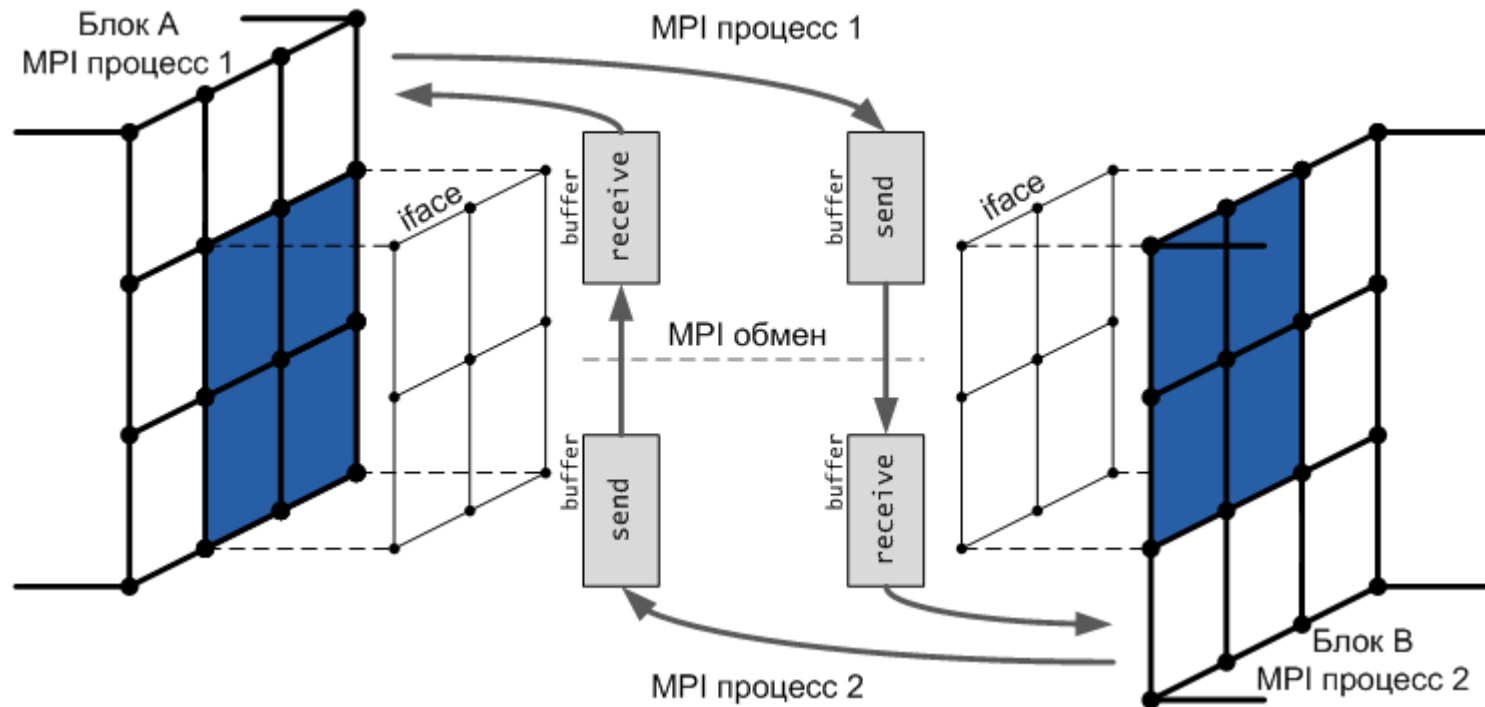 Блок A
MPI процесс 1
MPI процесс 1
iface
buffer
receive
buffer
send
iface
MPI обмен
buffer
send
buffer
receive
MPI процесс 2
Блок B
MPI процесс 2